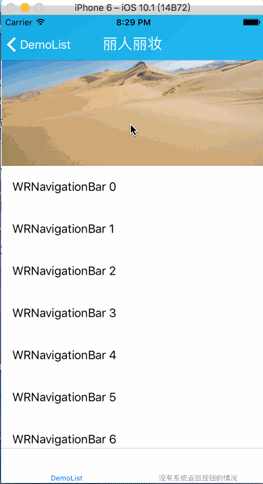 iPhone 6 – iOS 10.1 (14B72)
Carrier 8:29 PM
DemoList 丽人丽妆
WRNavigationBar 0
WRNavigationBar 1
WRNavigationBar 2
WRNavigationBar 3
WRNavigationBar 4
WRNavigationBar 5
WRNavigationBar 6
DemoList 没有系统返回按钮的情况